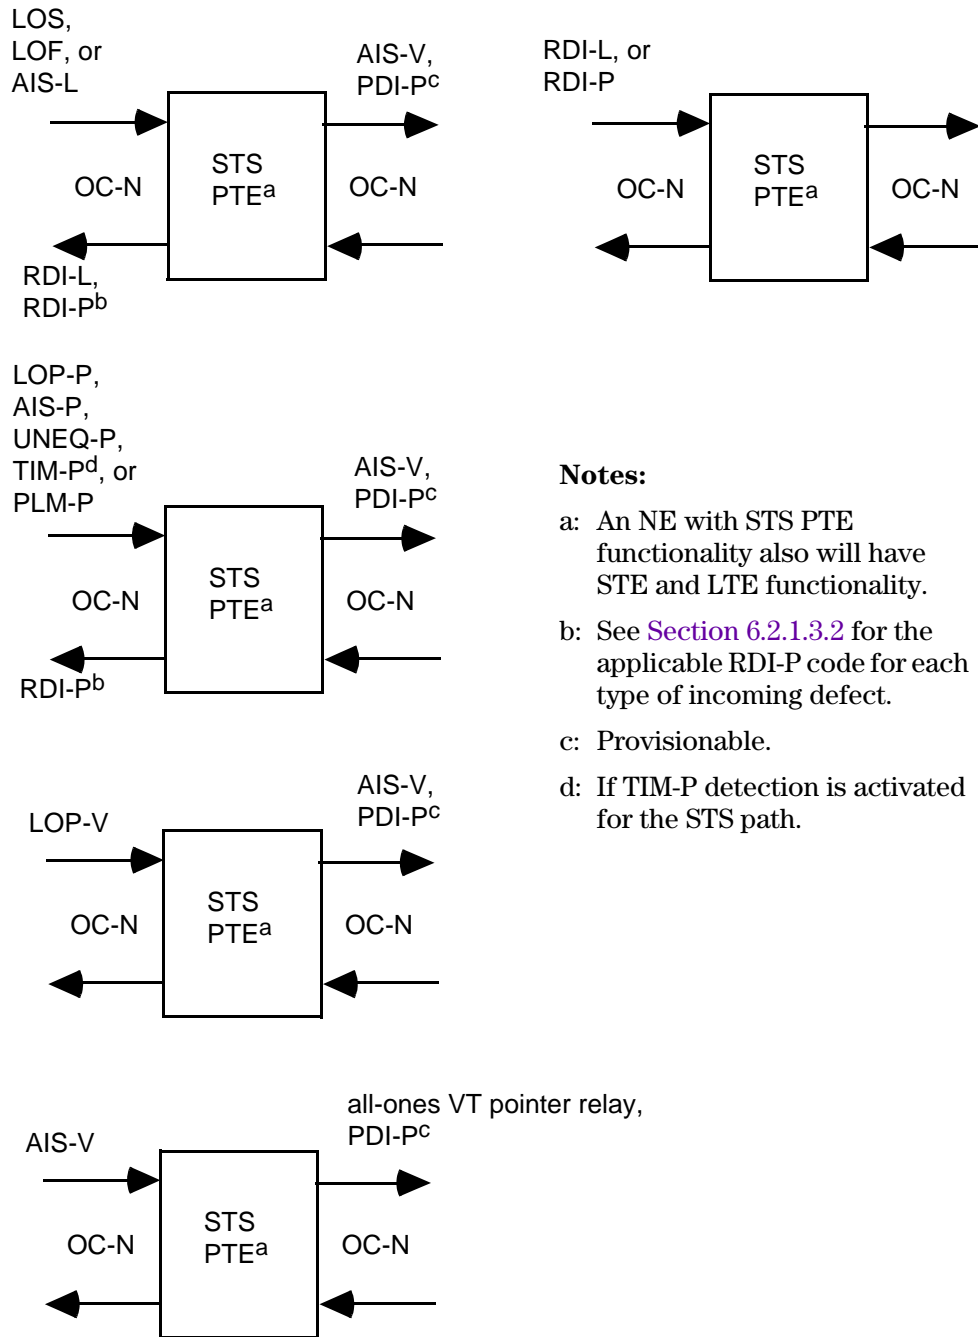 LOS,
LOF, or
AIS-L
AIS-V,
PDI-Pc
OC-N
STS
PTEa
OC-N
RDI-L,
RDI-Pb
RDI-L, or
RDI-P
OC-N
STS
PTEa
OC-N
LOP-P,
AIS-P,
UNEQ-P,
TIM-Pd, or
PLM-P
AIS-V,
PDI-Pc
OC-N
STS
PTEa
OC-N
RDI-Pb
Notes:
a: An NE with STS PTE
functionality also will have
STE and LTE functionality.
b: See Section 6.2.1.3.2 for the
applicable RDI-P code for each
type of incoming defect.
c: Provisionable.
d: If TIM-P detection is activated
for the STS path.
LOP-V
AIS-V,
PDI-Pc
OC-N
STS
PTEa
OC-N
AIS-V
all-ones VT pointer relay,
PDI-Pc
OC-N
STS
PTEa
OC-N